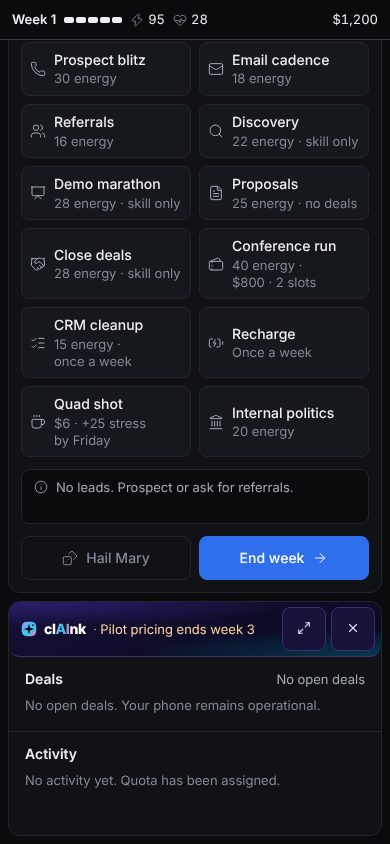 Week 1 95 28 $1,200
Prospect blitz
30 energy
Email cadence
18 energy
Referrals
16 energy
Discovery
22 energy · skill only
Demo marathon
28 energy · skill only
Proposals
25 energy · no deals
Close deals
28 energy · skill only
Conference run
40 energy ·
$800 · 2 slots
CRM cleanup
15 energy ·
once a week
Recharge
Once a week
Quad shot
$6 · +25 stress
by Friday
Internal politics
20 energy
No leads. Prospect or ask for referrals.
Hail Mary
End week
clAInk · Pilot pricing ends week 3
Deals No open deals
No open deals. Your phone remains operational.
Activity
No activity yet. Quota has been assigned.